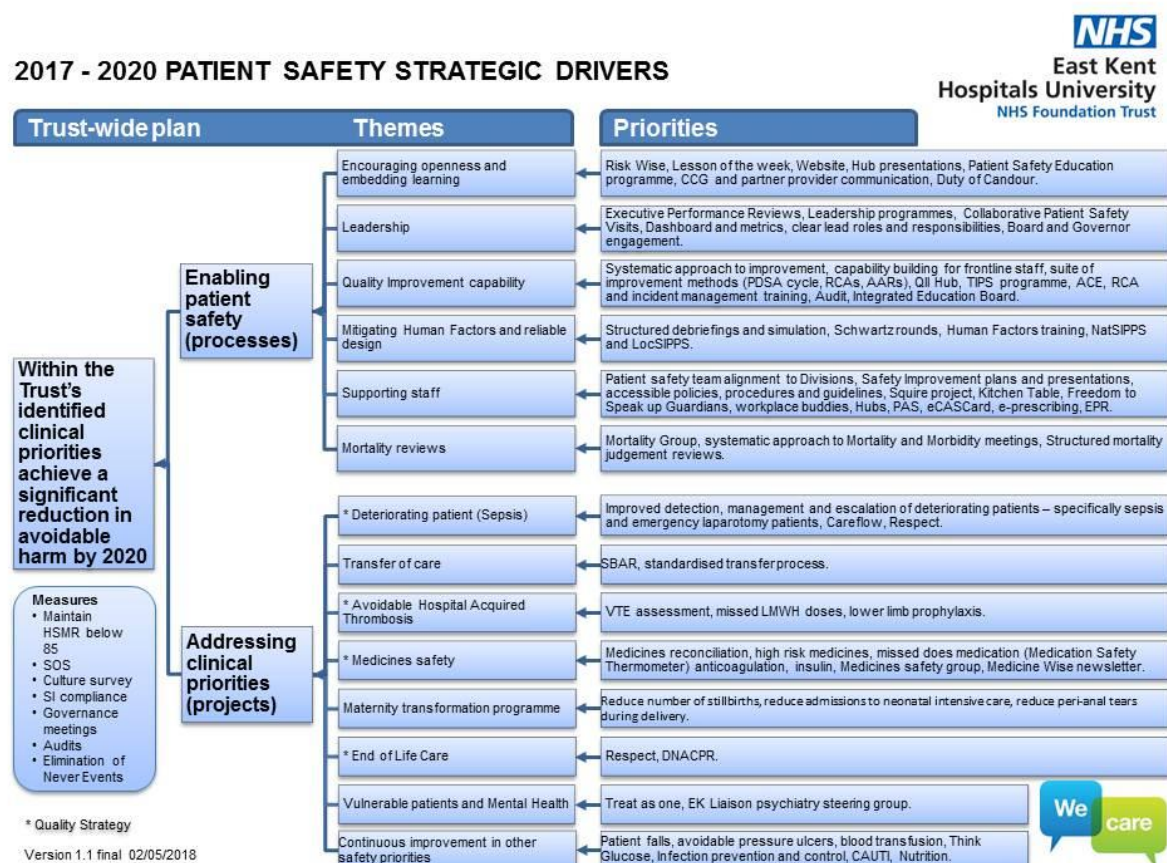 NHS
East Kent
Hospitals University
NHS Foundation Trust
2017 - 2020 PATIENT SAFETY STRATEGIC DRIVERS
Trust-wide plan
Themes
Priorities
Within the
Trust's
identified
clinical
priorities
achieve a
significant
reduction in
avoidable
harm by 2020
Measures
• Maintain
HSMR below
85
• SOS
• Culture survey
• SI compliance
• Governance
meetings
• Audits
• Elimination of
Never Events
* Quality Strategy
Version 1.1 final 02/05/2018
Enabling
patient
safety
(processes)
Encouraging openness and
embedding learning
Risk Wise, Lesson of the week, Website, Hub presentations, Patient Safety Education
programme, CCG and partner provider communication, Duty of Candour.
Leadership
Executive Performance Reviews, Leadership programmes, Collaborative Patient Safety
Visits, Dashboard and metrics, clear lead roles and responsibilities, Board and Governor
engagement.
Quality Improvement capability
Systematic approach to improvement, capability building for frontline staff, suite of
improvement methods (PDSA cycle, RCAs, AARs), QII Hub, TIPS programme, ACE, RCA
and incident management training, Audit, Integrated Education Board.
Mitigating Human Factors and reliable
design
Structured debriefings and simulation, Schwartz rounds, Human Factors training, NatSIPPS
and LocSIPPS.
Supporting staff
Patient safety team alignment to Divisions, Safety Improvement plans and presentations,
accessible policies, procedures and guidelines, Squire project, Kitchen Table, Freedom to
Speak up Guardians, workplace buddies, Hubs, PAS, eCASCard, e-prescribing, EPR.
Mortality reviews
Mortality Group, systematic approach to Mortality and Morbidity meetings, Structured mortality
judgement reviews.
Addressing
clinical
priorities
(projects)
* Deteriorating patient (Sepsis)
Improved detection, management and escalation of deteriorating patients – specifically sepsis
and emergency laparotomy patients, Careflow, Respect.
Transfer of care
SBAR, standardised transfer process.
* Avoidable Hospital Acquired
Thrombosis
VTE assessment, missed LMWH doses, lower limb prophylaxis.
* Medicines safety
Medicines reconciliation, high risk medicines, missed does medication (Medication Safety
Thermometer) anticoagulation, insulin, Medicines safety group, Medicine Wise newsletter.
Maternity transformation programme
Reduce number of stillbirths, reduce admissions to neonatal intensive care, reduce peri-anal tears
during delivery.
* End of Life Care
Respect, DNACPR.
Vulnerable patients and Mental Health
Treat as one, EK Liaison psychiatry steering group.
Continuous improvement in other
safety priorities
Patient falls, avoidable pressure ulcers, blood transfusion, Think
Glucose, Infection prevention and control, CAUTI, Nutrition.
We
care